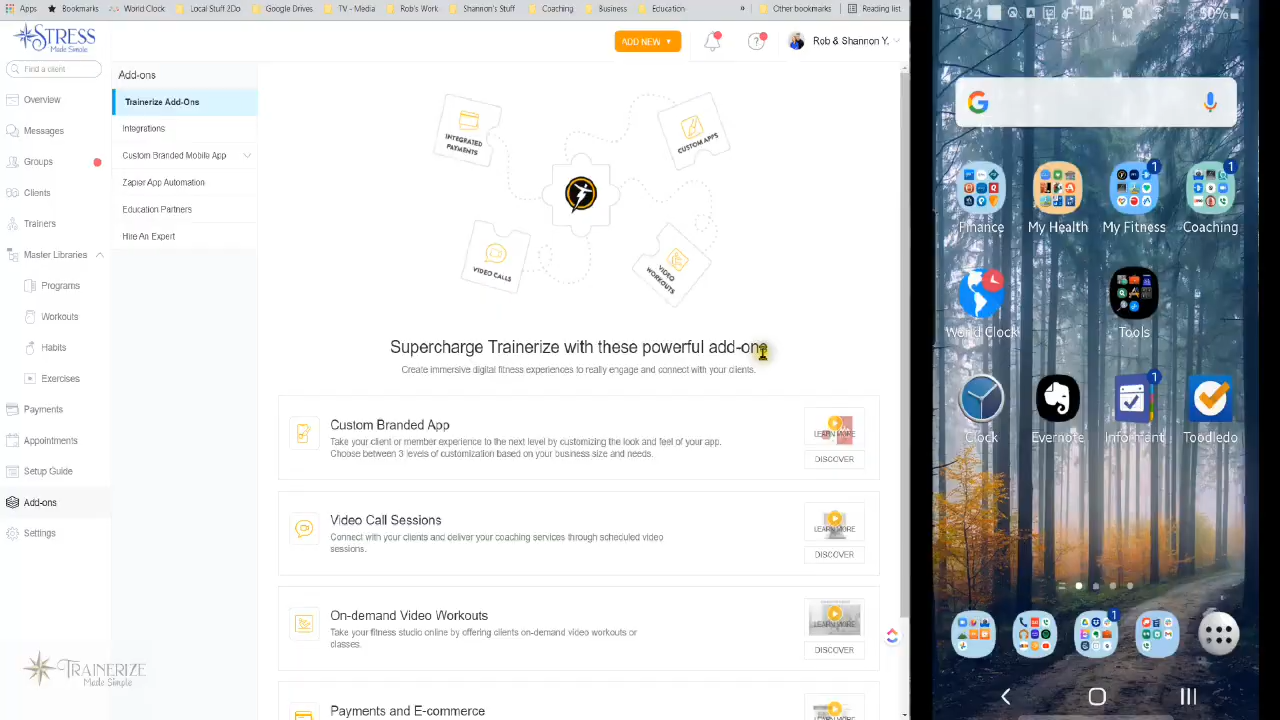 Apps Bookmarks World Clock Local Stuff 2Do Google Drives TV - Media Rob's Work Shannon's Stuff Coaching Business Education » Other bookmarks Reading list
STRESS
Made Simple
Find a client
Overview
Messages
Groups
Clients
Trainers
Master Libraries
Programs
Workouts
Habits
Exercises
Payments
Appointments
Setup Guide
Add-ons
Settings
TRAINERIZE
Made Simple
ADD NEW
Rob & Shannon Y.
Add-ons
Trainerize Add-Ons
Integrations
Custom Branded Mobile App
Zapier App Automation
Education Partners
Hire An Expert
INTEGRATED
PAYMENTS
CUSTOM APPS
VIDEO CALLS
VIDEO
WORKOUTS
Supercharge Trainerize with these powerful add-ons
Create immersive digital fitness experiences to really engage and connect with your clients.
Custom Branded App
Take your client or member experience to the next level by customizing the look and feel of your app.
Choose between 3 levels of customization based on your business size and needs.
LEARN MORE
DISCOVER
Video Call Sessions
Connect with your clients and deliver your coaching services through scheduled video
sessions.
LEARN MORE
DISCOVER
On-demand Video Workouts
Take your fitness studio online by offering clients on-demand video workouts or
classes.
LEARN MORE
DISCOVER
Payments and E-commerce
9:24 50%
G
1 1
Finance My Health My Fitness Coaching
World Clock Tools
1
Clock Evernote Informant Toodledo
1